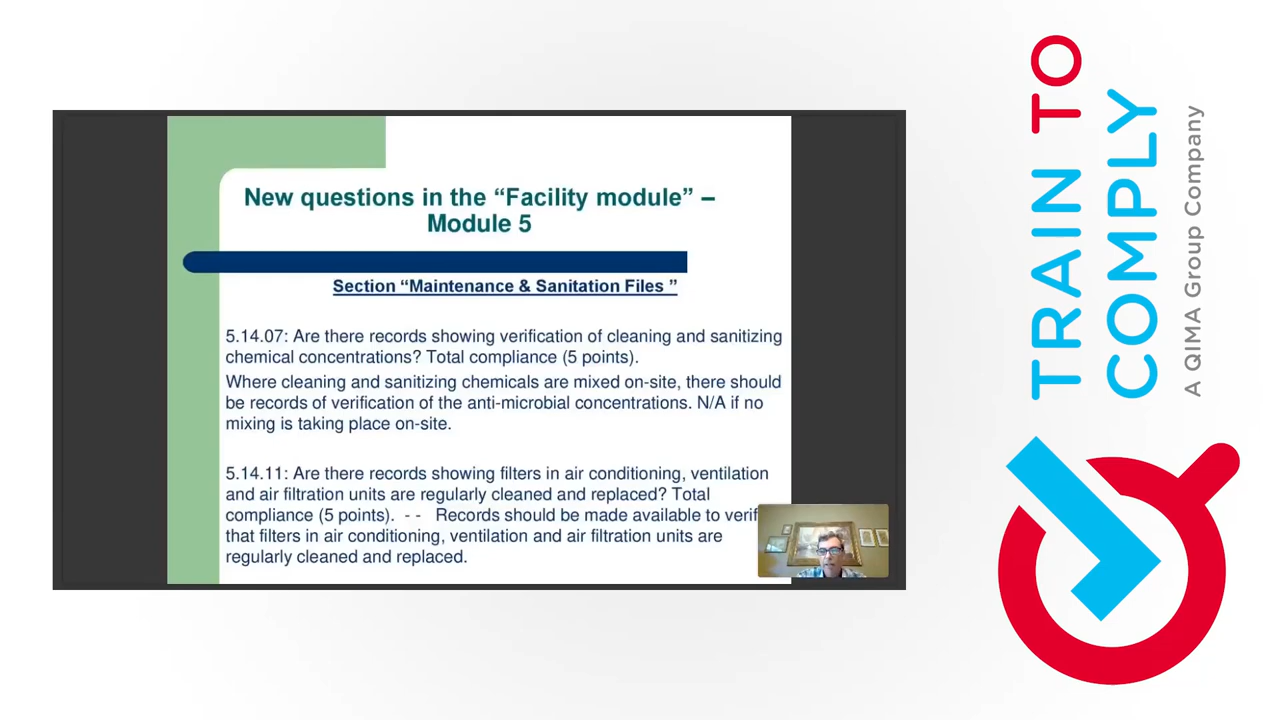 New questions in the “Facility module” –
Module 5
Section “Maintenance & Sanitation Files ”
5.14.07: Are there records showing verification of cleaning and sanitizing
chemical concentrations? Total compliance (5 points).
Where cleaning and sanitizing chemicals are mixed on-site, there should
be records of verification of the anti-microbial concentrations. N/A if no
mixing is taking place on-site.
5.14.11: Are there records showing filters in air conditioning, ventilation
and air filtration units are regularly cleaned and replaced? Total
compliance (5 points). - - Records should be made available to verif
that filters in air conditioning, ventilation and air filtration units are
regularly cleaned and replaced.
TRAIN TO
COMPLY
A QIMA Group Company